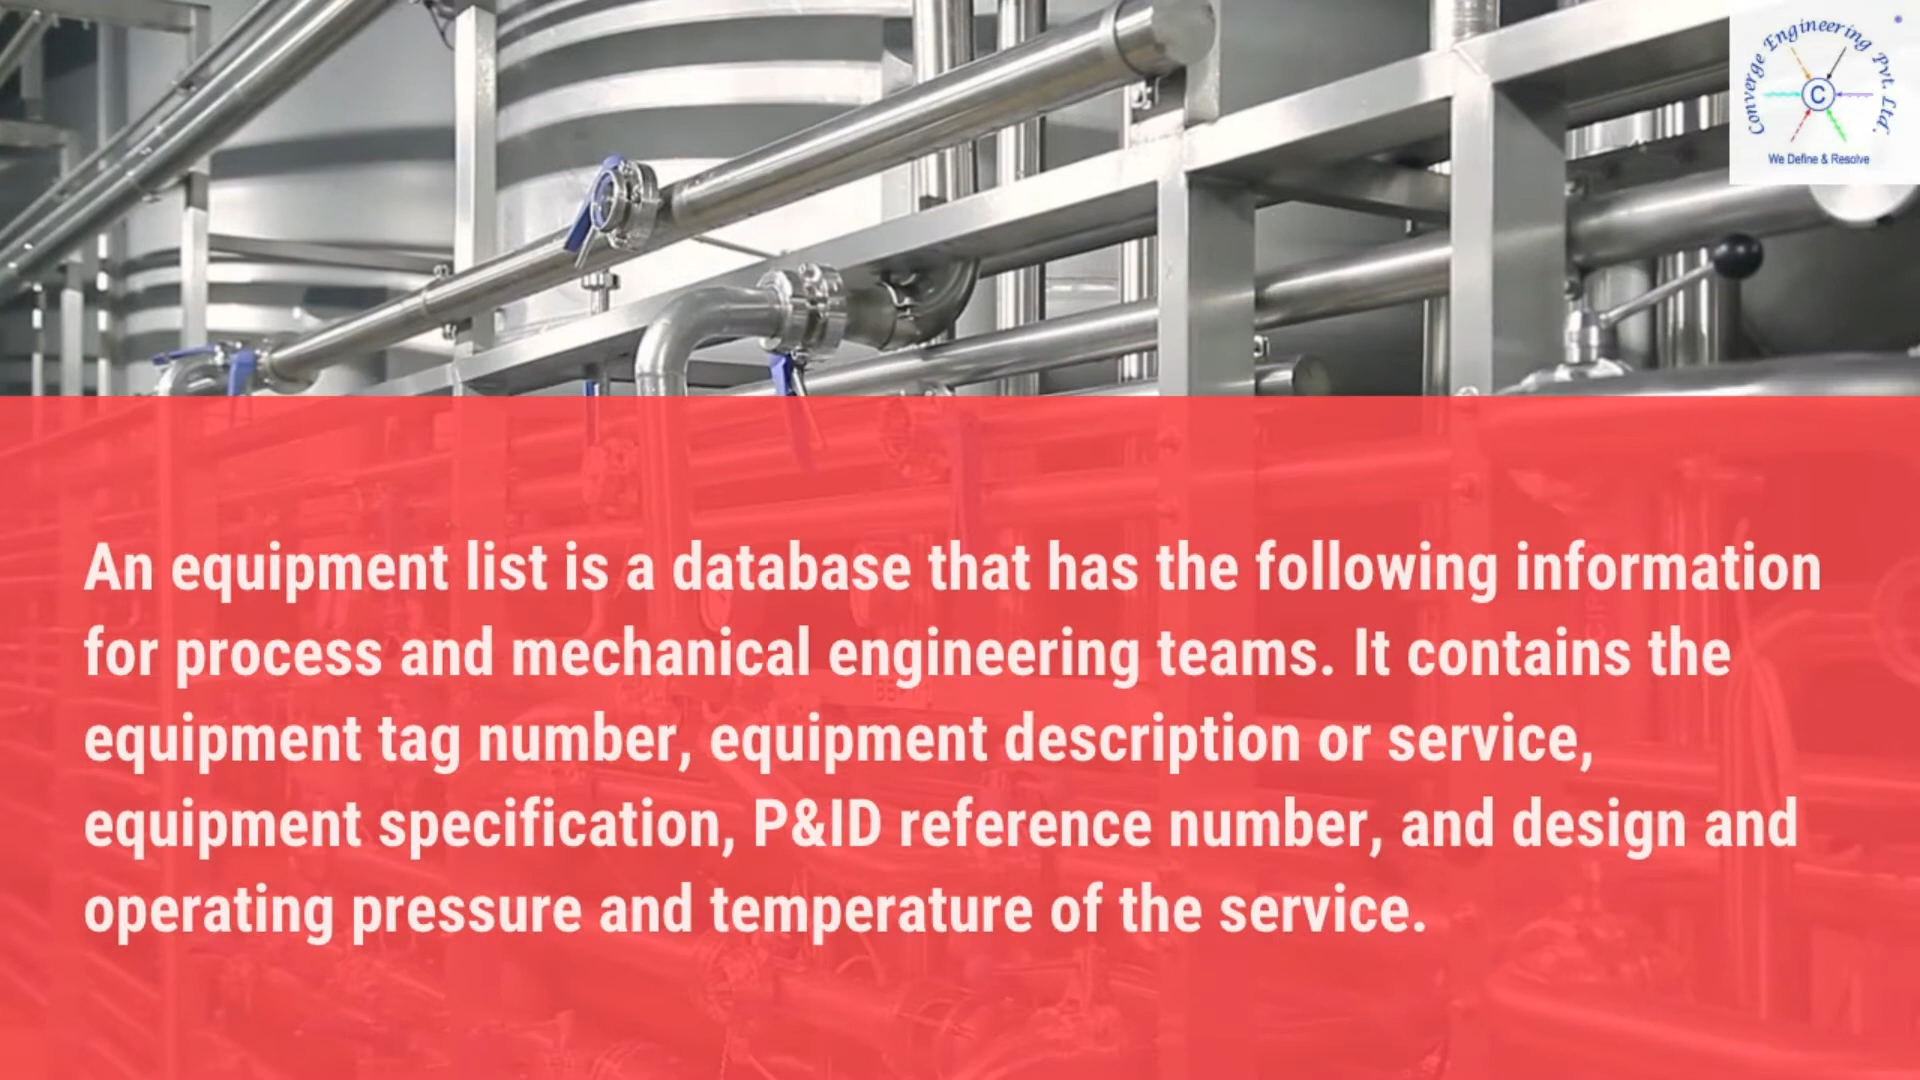 Converge Engineering Pvt. Ltd.
C
We Define & Resolve
An equipment list is a database that has the following information
for process and mechanical engineering teams. It contains the
equipment tag number, equipment description or service,
equipment specification, P&ID reference number, and design and
operating pressure and temperature of the service.